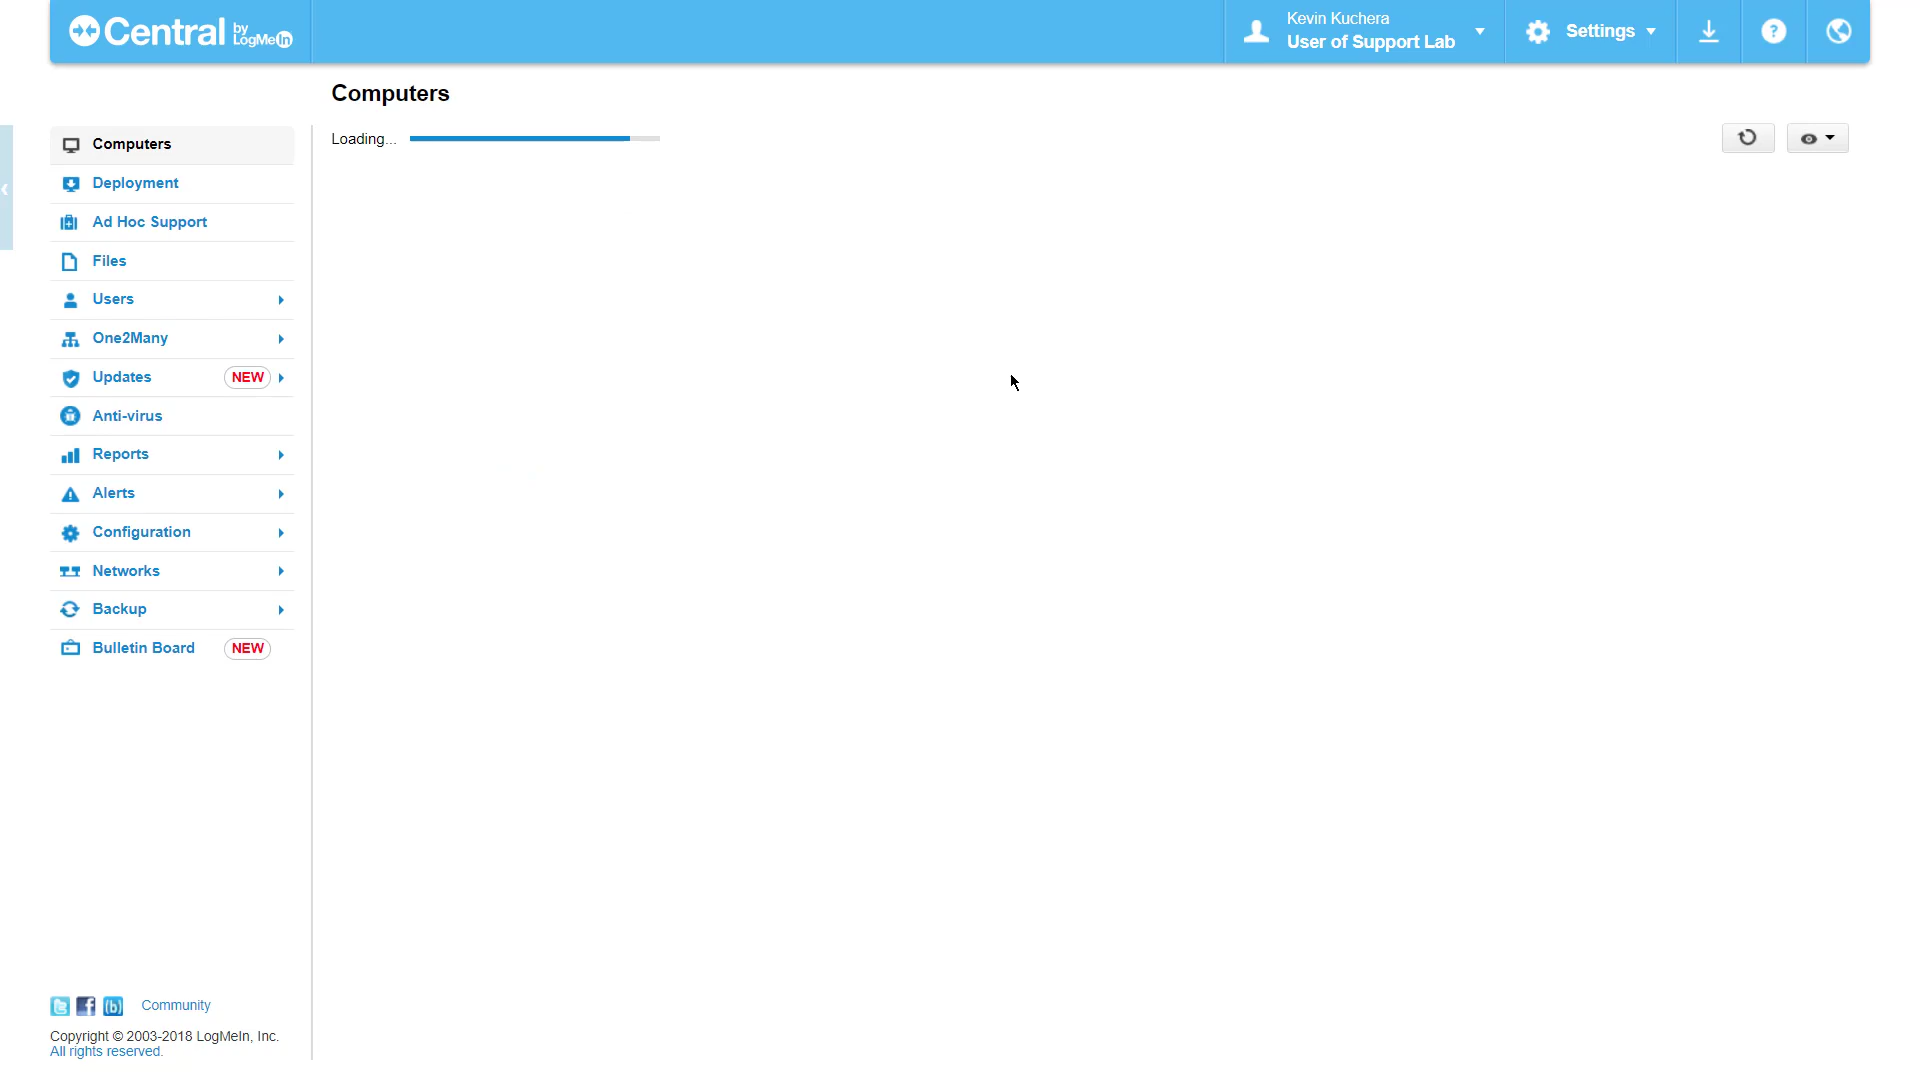 Central by LogMeIn
Kevin Kuchera
User of Support Lab
Settings
?
Computers
Loading...
Computers
Deployment
Ad Hoc Support
Files
Users
One2Many
Updates NEW
Anti-virus
Reports
Alerts
Configuration
Networks
Backup
Bulletin Board NEW
Community
Copyright © 2003-2018 LogMeIn, Inc.
All rights reserved.